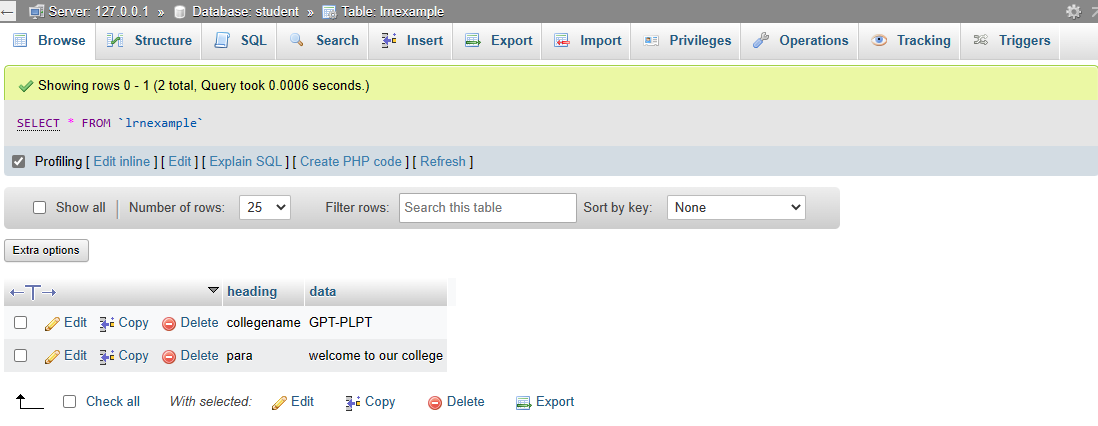 Server: 127.0.0.1 » Database: student » Table: lrnexample
Browse Structure SQL Search Insert Export Import Privileges Operations Tracking Triggers
Showing rows 0 - 1 (2 total, Query took 0.0006 seconds.)
SELECT * FROM `lrnexample`
Profiling [ Edit inline ] [ Edit ] [ Explain SQL ] [ Create PHP code ] [ Refresh ]
Show all Number of rows: 25 Filter rows: Search this table Sort by key: None
Extra options
heading data
Edit Copy Delete collegename GPT-PLPT
Edit Copy Delete para welcome to our college
Check all With selected: Edit Copy Delete Export